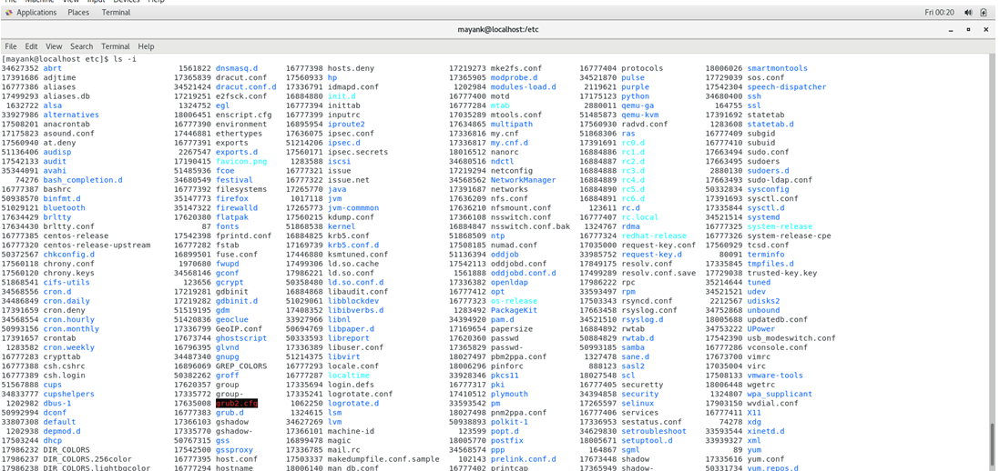 File Machine View Input Devices Help
Applications Places Terminal Fri 00:20
mayank@localhost:/etc
File Edit View Search Terminal Help
[mayank@localhost etc]$ ls -i
34627352 abrt 1561822 dnsmasq.d 16777398 hosts.deny 17219273 mke2fs.conf 16777404 protocols 18006026 smartmontools
17391686 adjtime 17365839 dracut.conf 17560933 hp 17365905 modprobe.d 34521870 pulse 17729039 sos.conf
16777386 aliases 34521424 dracut.conf.d 17336791 idmapd.conf 1202984 modules-load.d 2119621 purple 17542304 speech-dispatcher
17499293 aliases.db 17219251 e2fsck.conf 16884880 init.d 16777400 motd 17175123 python 34680400 ssh
1632722 alsa 1324752 egl 16777394 inittab 16777284 mtab 2880011 qemu-ga 164755 ssl
33927986 alternatives 18006451 enscript.cfg 16777399 inputrc 17035289 mtools.conf 51485873 qemu-kvm 17391692 statetab
17508201 anacrontab 16777390 environment 16895954 iproute2 17634865 multipath 17560930 radvd.conf 1283608 statetab.d
17175823 asound.conf 17446881 ethertypes 17636075 ipsec.conf 17336816 my.cnf 51868306 ras 16777409 subgid
17560940 at.deny 16777391 exports 51214206 ipsec.d 17336817 my.cnf.d 17391691 rc0.d 16777410 subuid
51136406 audisp 2267547 exports.d 17560171 ipsec.secrets 18016512 nanorc 16884886 rc1.d 17663494 sudo.conf
17542133 audit 17190415 favicon.png 1283588 iscsi 34680516 ndctl 16884887 rc2.d 17663495 sudoers
35344091 avahi 51485936 fcoe 16777321 issue 17219294 netconfig 16884888 rc3.d 2880130 sudoers.d
74276 bash_completion.d 34680549 festival 16777322 issue.net 34568562 NetworkManager 16884889 rc4.d 17663493 sudo-ldap.conf
16777387 bashrc 16777392 filesystems 17265770 java 17391687 networks 16884890 rc5.d 50332834 sysconfig
50938570 binfmt.d 35147773 firefox 1017118 jvm 17636209 nfs.conf 16884891 rc6.d 17391693 sysctl.conf
51029121 bluetooth 35147322 firewalld 17265773 jvm-commmon 17636210 nfsmount.conf 123611 rc.d 17335844 sysctl.d
17634429 brltty 17620380 flatpak 17560215 kdump.conf 17366108 nsswitch.conf 16777407 rc.local 34521514 systemd
17634430 brltty.conf 87 fonts 51868538 kernel 16884847 nsswitch.conf.bak 1324767 rdma 16777325 system-release
16777385 centos-release 17542398 fprintd.conf 16884825 krb5.conf 51868509 ntp 16777324 redhat-release 16777326 system-release-cpe
16777320 centos-release-upstream 16777282 fstab 17169739 krb5.conf.d 17508185 numad.conf 17035000 request-key.conf 17560929 tcsd.conf
50372567 chkconfig.d 16899501 fuse.conf 17446880 ksmtuned.conf 51136394 oddjob 33985752 request-key.d 80091 terminfo
17560118 chrony.conf 1970680 fwupd 17499306 ld.so.cache 17542113 oddjobd.conf 17849175 resolv.conf 17335845 tmpfiles.d
17560120 chrony.keys 34568146 gconf 17986221 ld.so.conf 1561888 oddjobd.conf.d 17499289 resolv.conf.save 17729038 trusted-key.key
51868541 cifs-utils 123656 gcrypt 50358480 ld.so.conf.d 17336382 openldap 17986222 rpc 35214644 tuned
34568556 cron.d 17219281 gdbinit 16884868 libaudit.conf 16777412 opt 33593497 rpm 34521521 udev
34486849 cron.daily 17219282 gdbinit.d 51029061 libblockdev 16777323 os-release 17503343 rsyncd.conf 2212567 udisks2
17391659 cron.deny 51519195 gdm 17408352 libibverbs.d 1283492 PackageKit 17663458 rsyslog.conf 34752868 unbound
34568554 cron.hourly 51420836 geoclue 33927966 libnl 34494920 pam.d 34521510 rsyslog.d 18005608 updatedb.conf
50993156 cron.monthly 17336799 GeoIP.conf 50694769 libpaper.d 17169654 papersize 16884892 rwtab 34753222 UPower
17391657 crontab 17673744 ghostscript 50333593 libreport 17620360 passwd 50884829 rwtab.d 17542390 usb_modeswitch.conf
1283582 cron.weekly 16796395 glvnd 17336389 libuser.conf 17365829 passwd- 50993185 samba 16777286 vconsole.conf
16777283 crypttab 34487340 gnupg 51214375 libvirt 18027497 pbm2ppa.conf 1327478 sane.d 17673700 vimrc
16777388 csh.cshrc 16896069 GREP_COLORS 16777293 locale.conf 18006296 pinforc 888123 sasl2 17035004 virc
16777389 csh.login 50382262 groff 16777287 localtime 33928346 pkcs11 18027548 scl 17508133 vmware-tools
51567888 cups 17620357 group 17335694 login.defs 16777317 pki 16777405 securetty 18006448 wgetrc
34833777 cupshelpers 17335772 group- 17335241 logrotate.conf 17410512 plymouth 34394858 security 1324807 wpa_supplicant
1202982 dbus-1 17635008 grub2.cfg 1062250 logrotate.d 33593542 pm 17265597 selinux 17903150 wvdial.conf
50992994 dconf 16777383 grub.d 1324615 lsm 18027498 pnm2ppa.conf 16777406 services 16777411 X11
33807308 default 17366103 gshadow 34627269 lvm 50938893 polkit-1 17336953 sestatus.conf 74278 xdg
1202938 depmod.d 17335770 gshadow- 17366101 machine-id 123599 popt.d 34629830 setroubleshoot 33593544 xinetd.d
17503244 dhcp 50767315 gss 16899478 magic 18005770 postfix 18005671 setuptool.d 33939327 xml
17986232 DIR_COLORS 17542500 gssproxy 17336785 mail.rc 34568574 ppp 164867 sgml 89 yum
17986237 DIR_COLORS.256color 16777395 host.conf 17503337 makedumpfile.conf.sample 102143 prelink.conf.d 17673448 shadow 17335616 yum.conf
17986238 DIR_COLORS.lightbgcolor 16777294 hostname 18006140 man_db.conf 16777402 printcap 17365949 shadow- 50331734 yum.repos.d